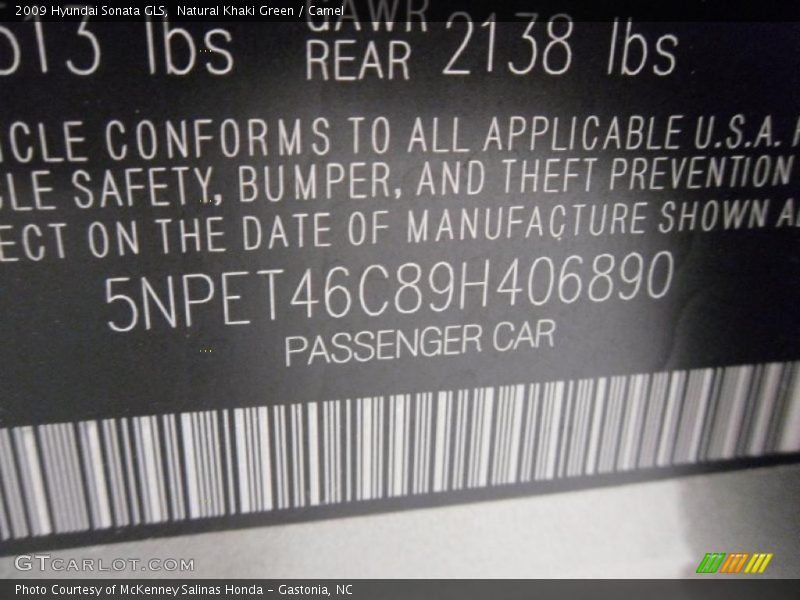 2009 Hyundai Sonata GLS,  Natural Khaki Green / Camel
lbs GAWR
REAR 2138 lbs
CONFORMS TO ALL APPLICABLE U.S.A.
SAFETY, BUMPER, AND THEFT PREVENTION
ON THE DATE OF MANUFACTURE SHOWN
5NPET46C89H406890
PASSENGER CAR
GTCARLOT.COM
Photo Courtesy of McKenney Salinas Honda - Gastonia, NC